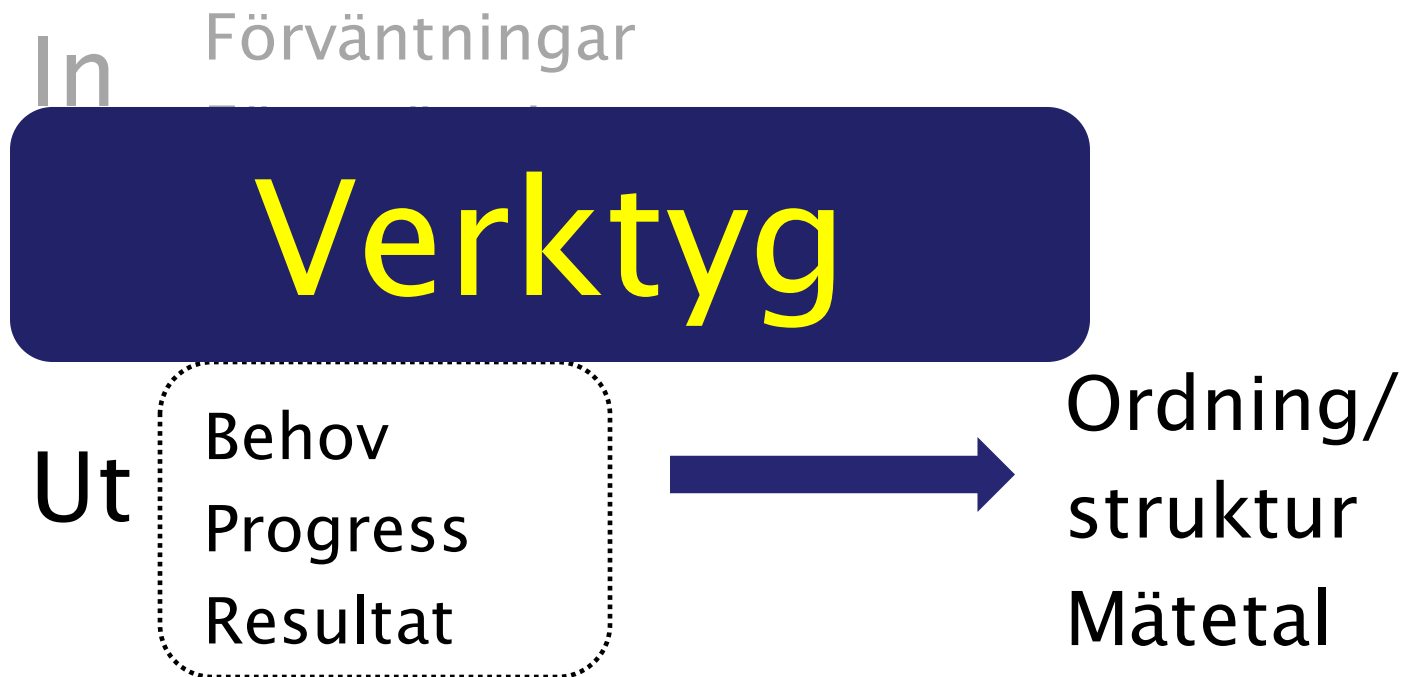 In
Förväntningar
Verktyg
Ut
Behov
Progress
Resultat
Ordning/
struktur
Mätetal